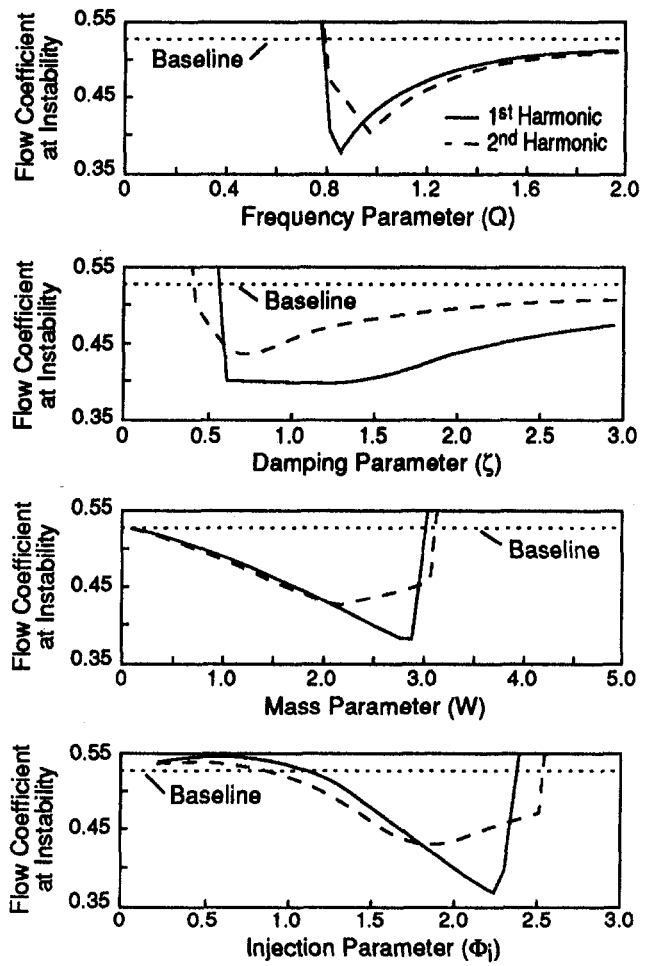 Flow Coefficient
at Instability
0.55
0.45
0.35
Baseline
1st Harmonic
2nd Harmonic
0
0.4
0.8
1.2
1.6
2.0
Frequency Parameter (Q)
Flow Coefficient
at Instability
0.55
0.45
0.35
Baseline
0
0.5
1.0
1.5
2.0
2.5
3.0
Damping Parameter (ζ)
Flow Coefficient
at Instability
0.55
0.45
0.35
Baseline
0
1.0
2.0
3.0
4.0
5.0
Mass Parameter (W)
Flow Coefficient
at Instability
0.55
0.45
0.35
Baseline
0
0.5
1.0
1.5
2.0
2.5
3.0
Injection Parameter (Φj)